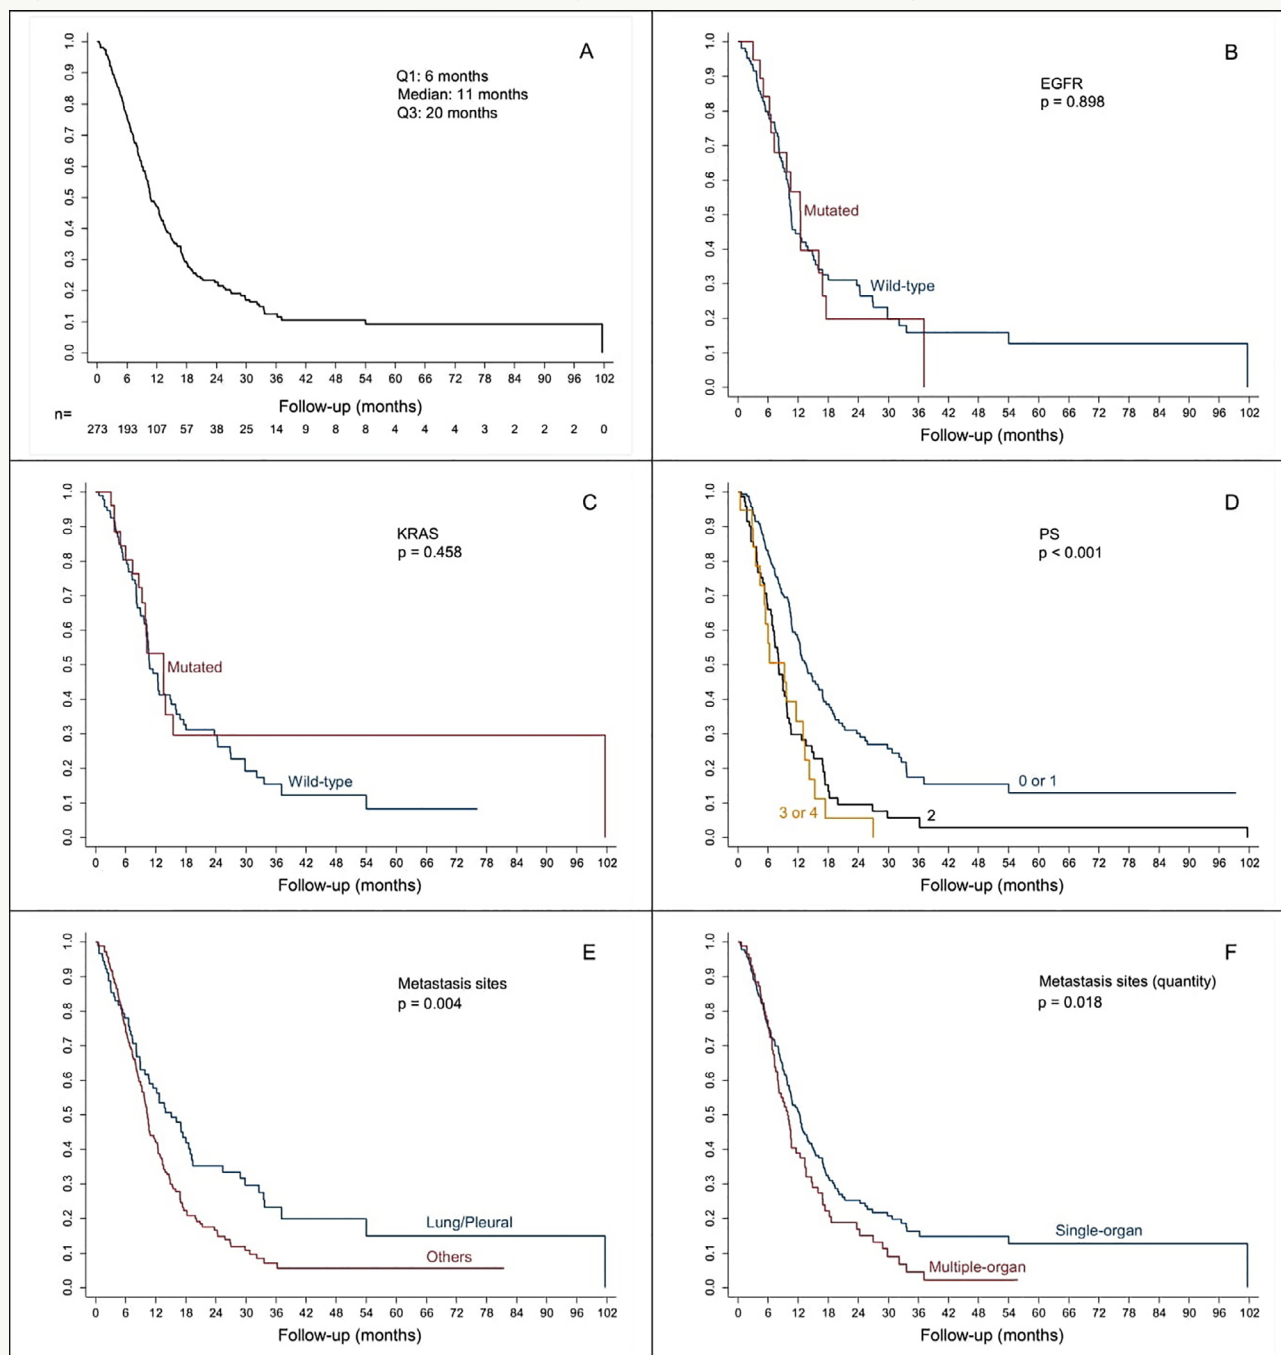 A
Q1: 6 months
Median: 11 months
Q3: 20 months
1.0
0.9
0.8
0.7
0.6
0.5
0.4
0.3
0.2
0.1
0.0
0 6 12 18 24 30 36 42 48 54 60 66 72 78 84 90 96 102
Follow-up (months)
n=
273 193 107 57 38 25 14 9 8 8 4 4 4 3 2 2 2 0
B
EGFR
p = 0.898
1.0
0.9
0.8
0.7
0.6
0.5
0.4
0.3
0.2
0.1
0.0
Mutated
Wild-type
0 6 12 18 24 30 36 42 48 54 60 66 72 78 84 90 96 102
Follow-up (months)
C
KRAS
p = 0.458
1.0
0.9
0.8
0.7
0.6
0.5
0.4
0.3
0.2
0.1
0.0
Mutated
Wild-type
0 6 12 18 24 30 36 42 48 54 60 66 72 78 84 90 96 102
Follow-up (months)
D
PS
p < 0.001
1.0
0.9
0.8
0.7
0.6
0.5
0.4
0.3
0.2
0.1
0.0
0 or 1
3 or 4
2
0 6 12 18 24 30 36 42 48 54 60 66 72 78 84 90 96 102
Follow-up (months)
E
Metastasis sites
p = 0.004
1.0
0.9
0.8
0.7
0.6
0.5
0.4
0.3
0.2
0.1
0.0
Lung/Pleural
Others
0 6 12 18 24 30 36 42 48 54 60 66 72 78 84 90 96 102
Follow-up (months)
F
Metastasis sites (quantity)
p = 0.018
1.0
0.9
0.8
0.7
0.6
0.5
0.4
0.3
0.2
0.1
0.0
Single-organ
Multiple-organ
0 6 12 18 24 30 36 42 48 54 60 66 72 78 84 90 96 102
Follow-up (months)